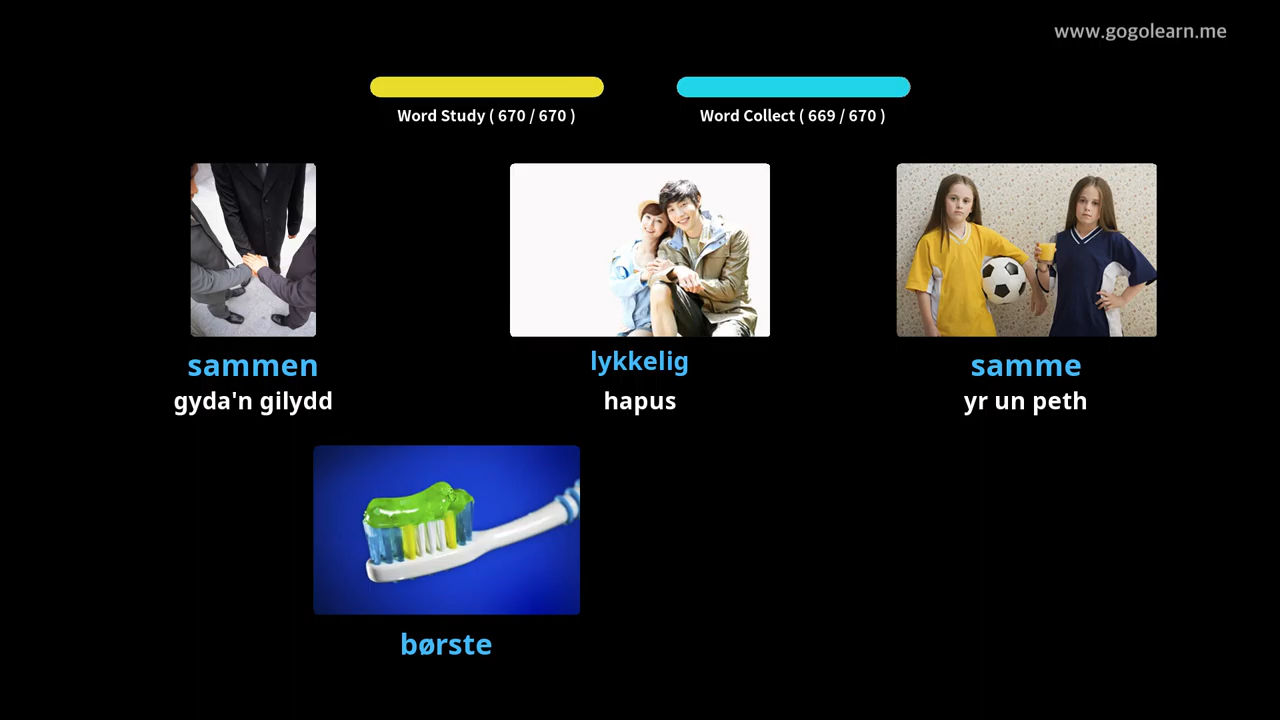 www.gogolearn.me
Word Study ( 670 / 670 )
Word Collect ( 669 / 670 )
sammen
lykkelig
samme
gyda'n gilydd
hapus
yr un peth
børste